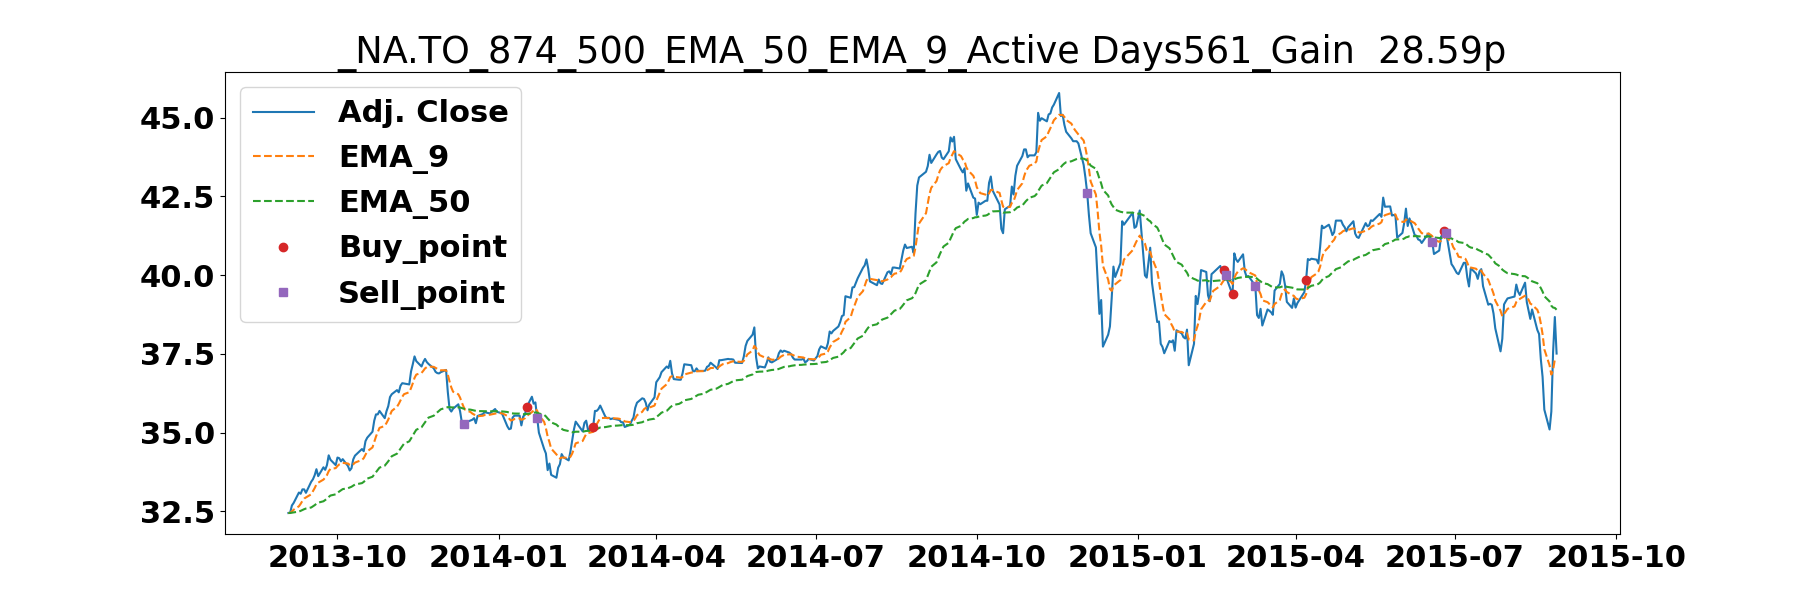 _NA.TO_874_500_EMA_50_EMA_9_Active Days561_Gain  28.59p
Adj. Close
EMA_9
EMA_50
Buy_point
Sell_point
45.0
42.5
40.0
37.5
35.0
32.5
2013-10 2014-01 2014-04 2014-07 2014-10 2015-01 2015-04 2015-07 2015-10